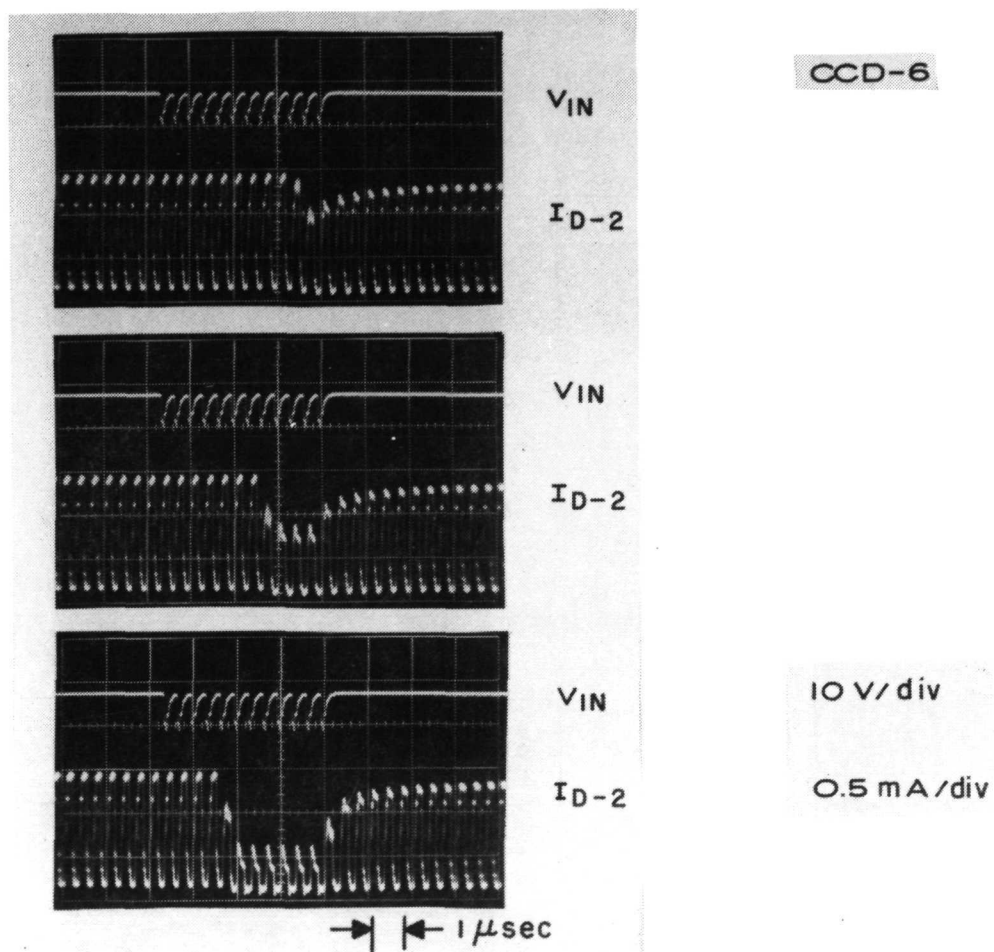 CCD-6
VIN
ID-2
VIN
ID-2
VIN
10 V/div
ID-2
0.5 mA/div
1 μsec